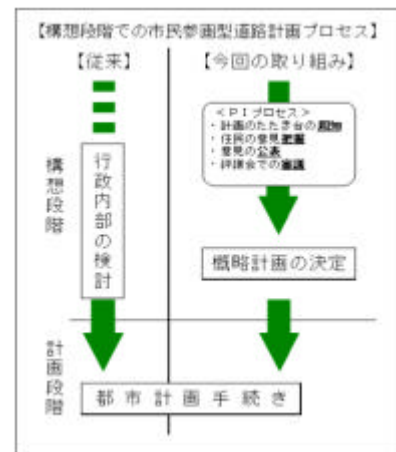 【構想段階での市民参画型道路計画プロセス】
【従来】
【今回の取り組み】
<PIプロセス>
・計画のたたき台の周知
・住民の意見把握
・意見の公表
・評議会での審議
構想段階
行政内部の検討
概略計画の決定
計画段階
都市計画手続き